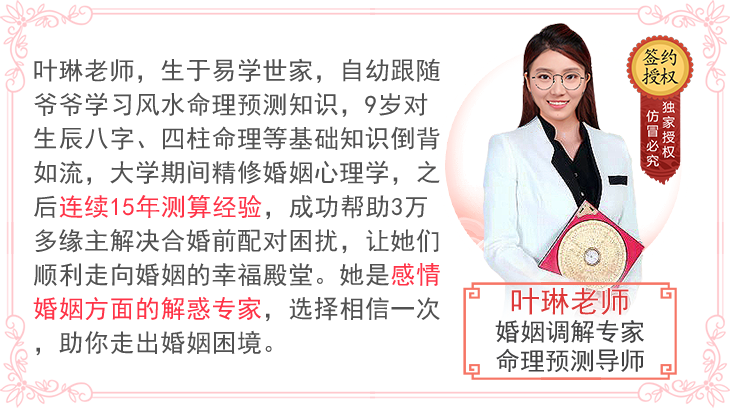 叶琳老师，生于易学世家，自幼跟随
爷爷学习风水命理预测知识，9岁对
生辰八字、四柱命理等基础知识倒背
如流，大学期间精修婚姻心理学，之
后连续15年测算经验，成功帮助3万
多缘主解决合婚前配对困扰，让她们
顺利走向婚姻的幸福殿堂。她是感情
婚姻方面的解惑专家，选择相信一次
，助你走出婚姻困境。
签约
授权
独家授权
仿冒必究
叶琳老师
婚姻调解专家
命理预测导师